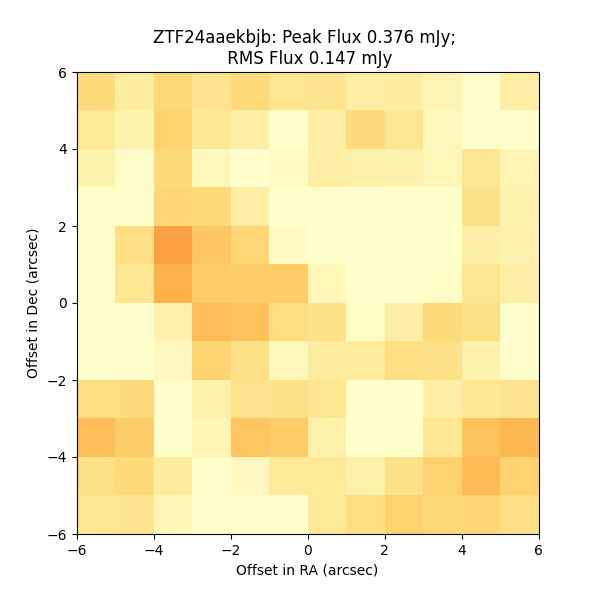 ZTF24aaekbjb: Peak Flux 0.376 mJy;
RMS Flux 0.147 mJy
6
4
2
0
−2
−4
−6
Offset in Dec (arcsec)
−6 −4 −2 0 2 4 6
Offset in RA (arcsec)